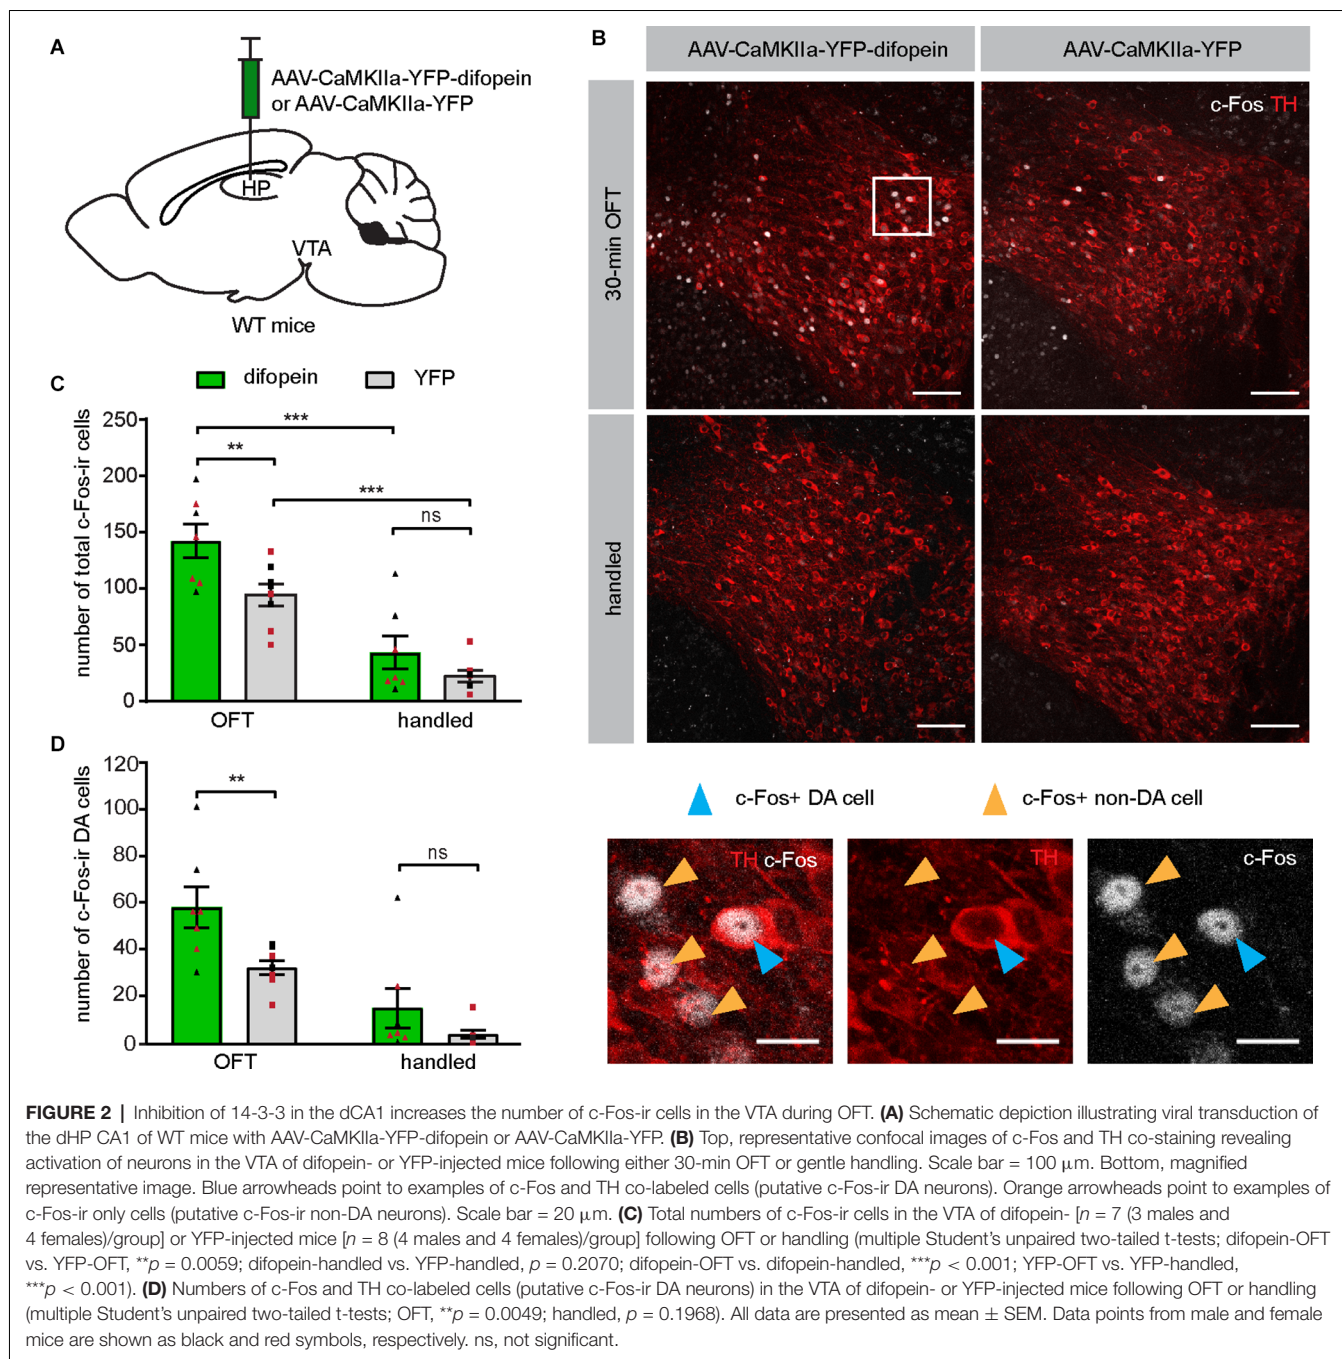 A
AAV-CaMKIIa-YFP-difopein
or AAV-CaMKIIa-YFP
HP
VTA
WT mice
B
AAV-CaMKIIa-YFP-difopein
AAV-CaMKIIa-YFP
30-min OFT
c-Fos TH
handled
C
difopein
YFP
number of total c-Fos-ir cells
250
200
150
100
50
0
***
**
***
ns
OFT
handled
D
number of c-Fos-ir DA cells
120
100
80
60
40
20
0
**
ns
OFT
handled
c-Fos+ DA cell
c-Fos+ non-DA cell
TH c-Fos
TH
c-Fos
FIGURE 2 | Inhibition of 14-3-3 in the dCA1 increases the number of c-Fos-ir cells in the VTA during OFT. (A) Schematic depiction illustrating viral transduction of
the dHP CA1 of WT mice with AAV-CaMKIIa-YFP-difopein or AAV-CaMKIIa-YFP. (B) Top, representative confocal images of c-Fos and TH co-staining revealing
activation of neurons in the VTA of difopein- or YFP-injected mice following either 30-min OFT or gentle handling. Scale bar = 100 μm. Bottom, magnified
representative image. Blue arrowheads point to examples of c-Fos and TH co-labeled cells (putative c-Fos-ir DA neurons). Orange arrowheads point to examples of
c-Fos-ir only cells (putative c-Fos-ir non-DA neurons). Scale bar = 20 μm. (C) Total numbers of c-Fos-ir cells in the VTA of difopein- [n = 7 (3 males and
4 females)/group] or YFP-injected mice [n = 8 (4 males and 4 females)/group] following OFT or handling (multiple Student's unpaired two-tailed t-tests; difopein-OFT
vs. YFP-OFT, **p = 0.0059; difopein-handled vs. YFP-handled, p = 0.2070; difopein-OFT vs. difopein-handled, ***p < 0.001; YFP-OFT vs. YFP-handled,
***p < 0.001). (D) Numbers of c-Fos and TH co-labeled cells (putative c-Fos-ir DA neurons) in the VTA of difopein- or YFP-injected mice following OFT or handling
(multiple Student's unpaired two-tailed t-tests; OFT, **p = 0.0049; handled, p = 0.1968). All data are presented as mean ± SEM. Data points from male and female
mice are shown as black and red symbols, respectively. ns, not significant.